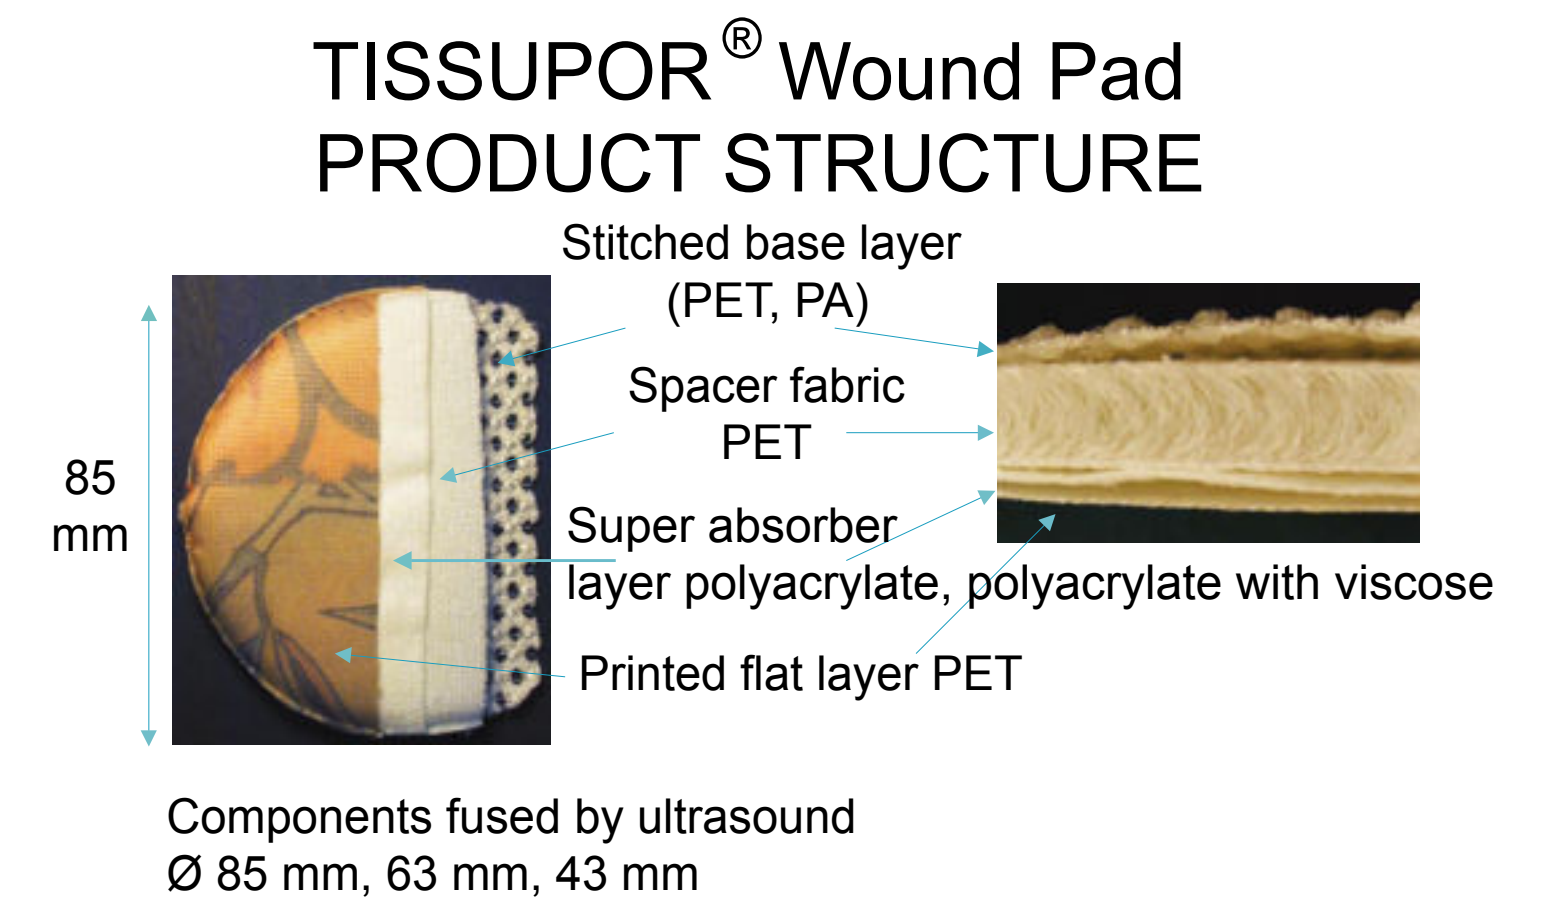 TISSUPOR® Wound Pad
PRODUCT STRUCTURE
Stitched base layer
(PET, PA)
Spacer fabric
PET
85
mm
Super absorber
layer polyacrylate, polyacrylate with viscose
Printed flat layer PET
Components fused by ultrasound
Ø 85 mm, 63 mm, 43 mm